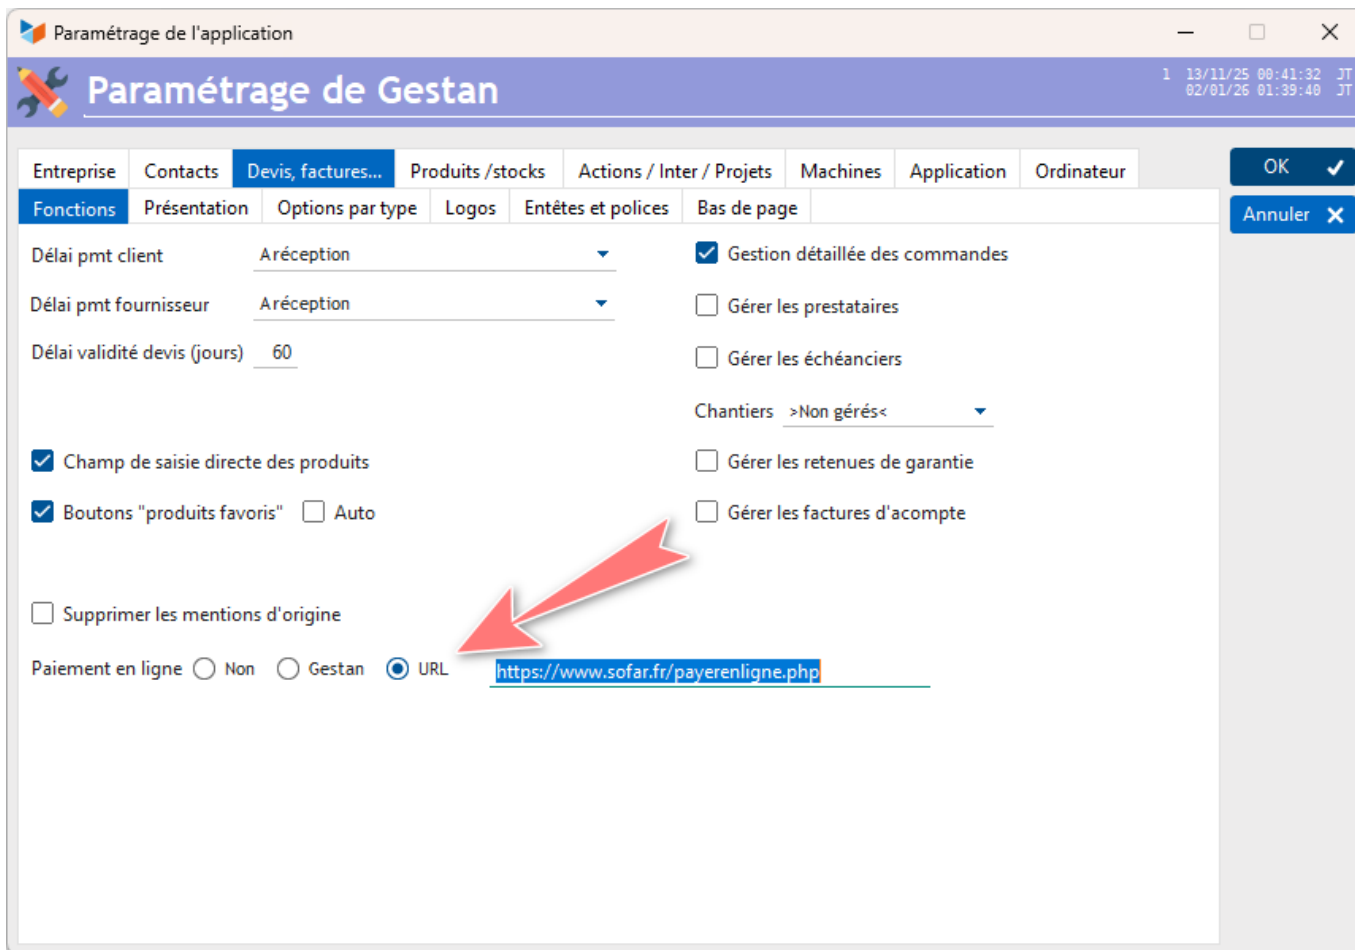 Paramétrage de l'application
Paramétrage de Gestan
1 13/11/25 00:41:32 JT
02/01/26 01:39:40 JT
Entreprise Contacts Devis, factures... Produits /stocks Actions / Inter / Projets Machines Application Ordinateur
OK
Fonctions Présentation Options par type Logos Entêtes et polices Bas de page
Annuler
Délai pmt client A réception
Gestion détaillée des commandes
Délai pmt fournisseur A réception
Gérer les prestataires
Délai validité devis (jours) 60
Gérer les échéanciers
Chantiers >Non gérés<
Champ de saisie directe des produits
Gérer les retenues de garantie
Boutons "produits favoris" Auto
Gérer les factures d'acompte
Supprimer les mentions d'origine
Paiement en ligne Non Gestan URL https://www.sofar.fr/payerenligne.php